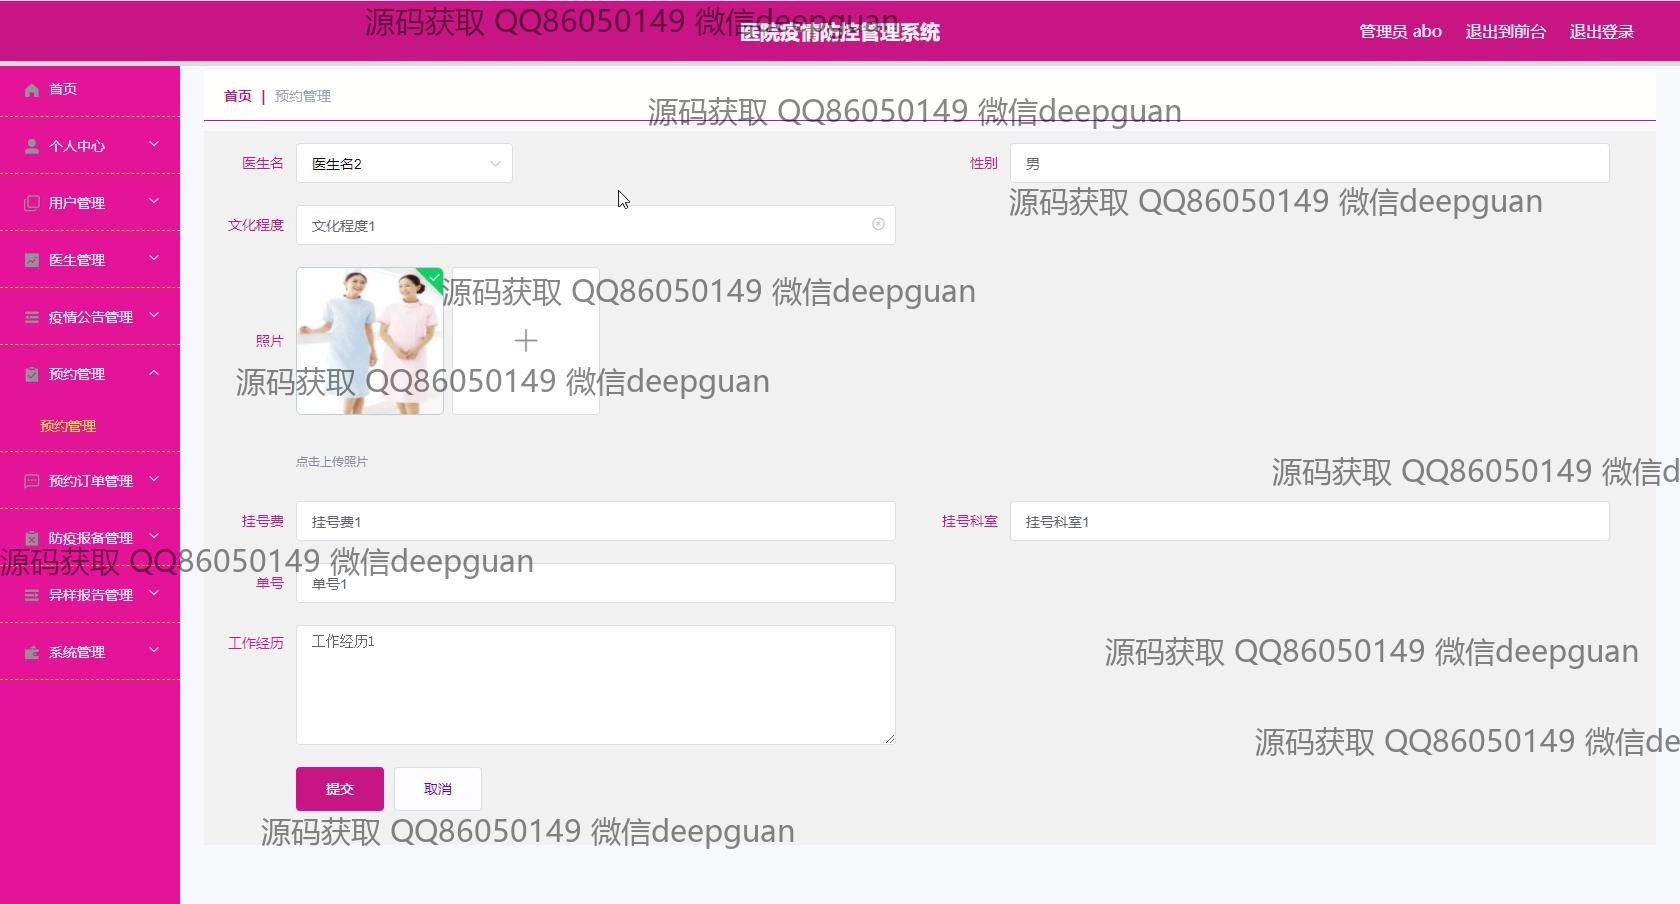 医院疫情防控管理系统
管理员 abo 退出到前台 退出登录
源码获取 QQ86050149 微信deepguan
首页
个人中心
用户管理
医生管理
疫情公告管理
预约管理
预约管理
预约订单管理
防疫报备管理
异样报告管理
系统管理
首页 | 预约管理
源码获取 QQ86050149 微信deepguan
医生名 医生名2 性别 男
源码获取 QQ86050149 微信deepguan
文化程度 文化程度1
源码获取 QQ86050149 微信deepguan
照片
源码获取 QQ86050149 微信deepguan
点击上传照片
源码获取 QQ86050149 微信d
挂号费 挂号费1 挂号科室 挂号科室1
源码获取 QQ86050149 微信deepguan
单号 单号1
工作经历 工作经历1
源码获取 QQ86050149 微信deepguan
源码获取 QQ86050149 微信de
提交 取消
源码获取 QQ86050149 微信deepguan